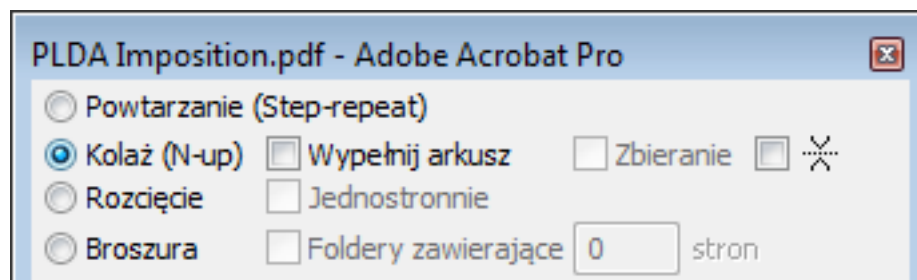 PLDA Imposition.pdf - Adobe Acrobat Pro
Powtarzanie (Step-repeat)
Kolaż (N-up) Wypełnij arkusz Zbieranie
Rozcięcie Jednostronnie
Broszura Foldery zawierające 0 stron